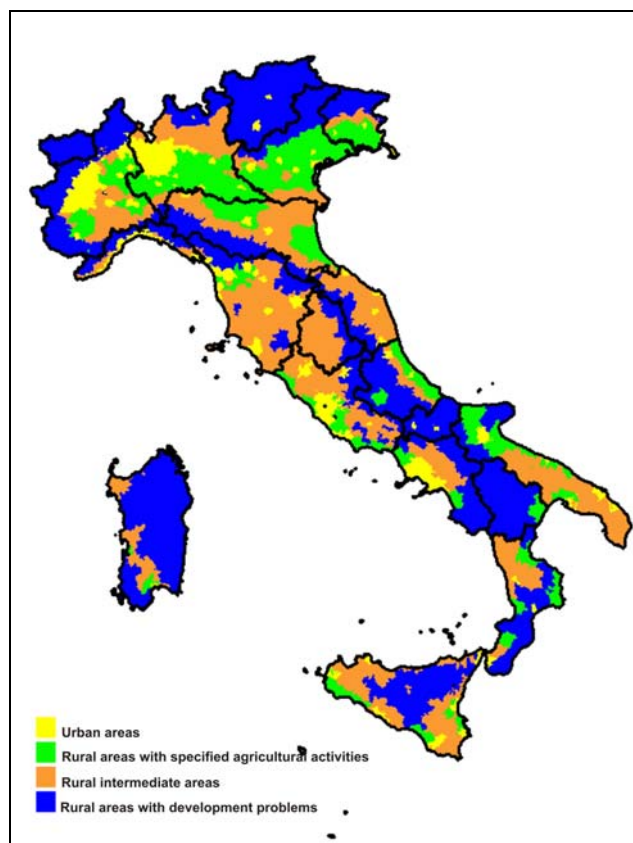 Urban areas
Rural areas with specified agricultural activities
Rural intermediate areas
Rural areas with development problems